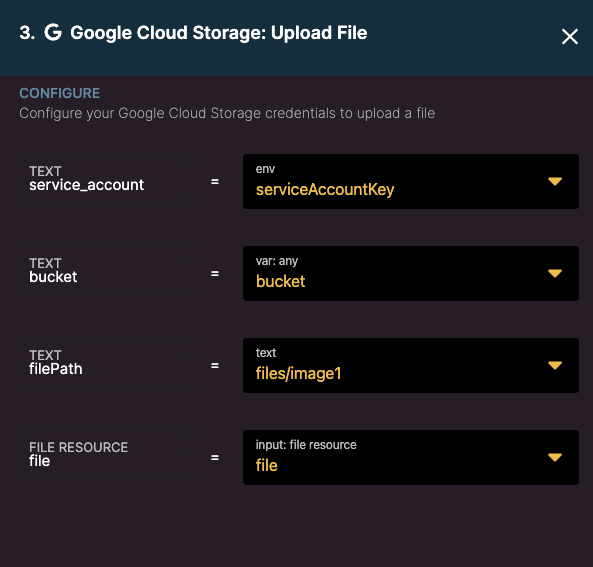 3. G Google Cloud Storage: Upload File
CONFIGURE
Configure your Google Cloud Storage credentials to upload a file
TEXT
service_account
=
env
serviceAccountKey
TEXT
bucket
=
var: any
bucket
TEXT
filePath
=
text
files/image1
FILE RESOURCE
file
=
input: file resource
file